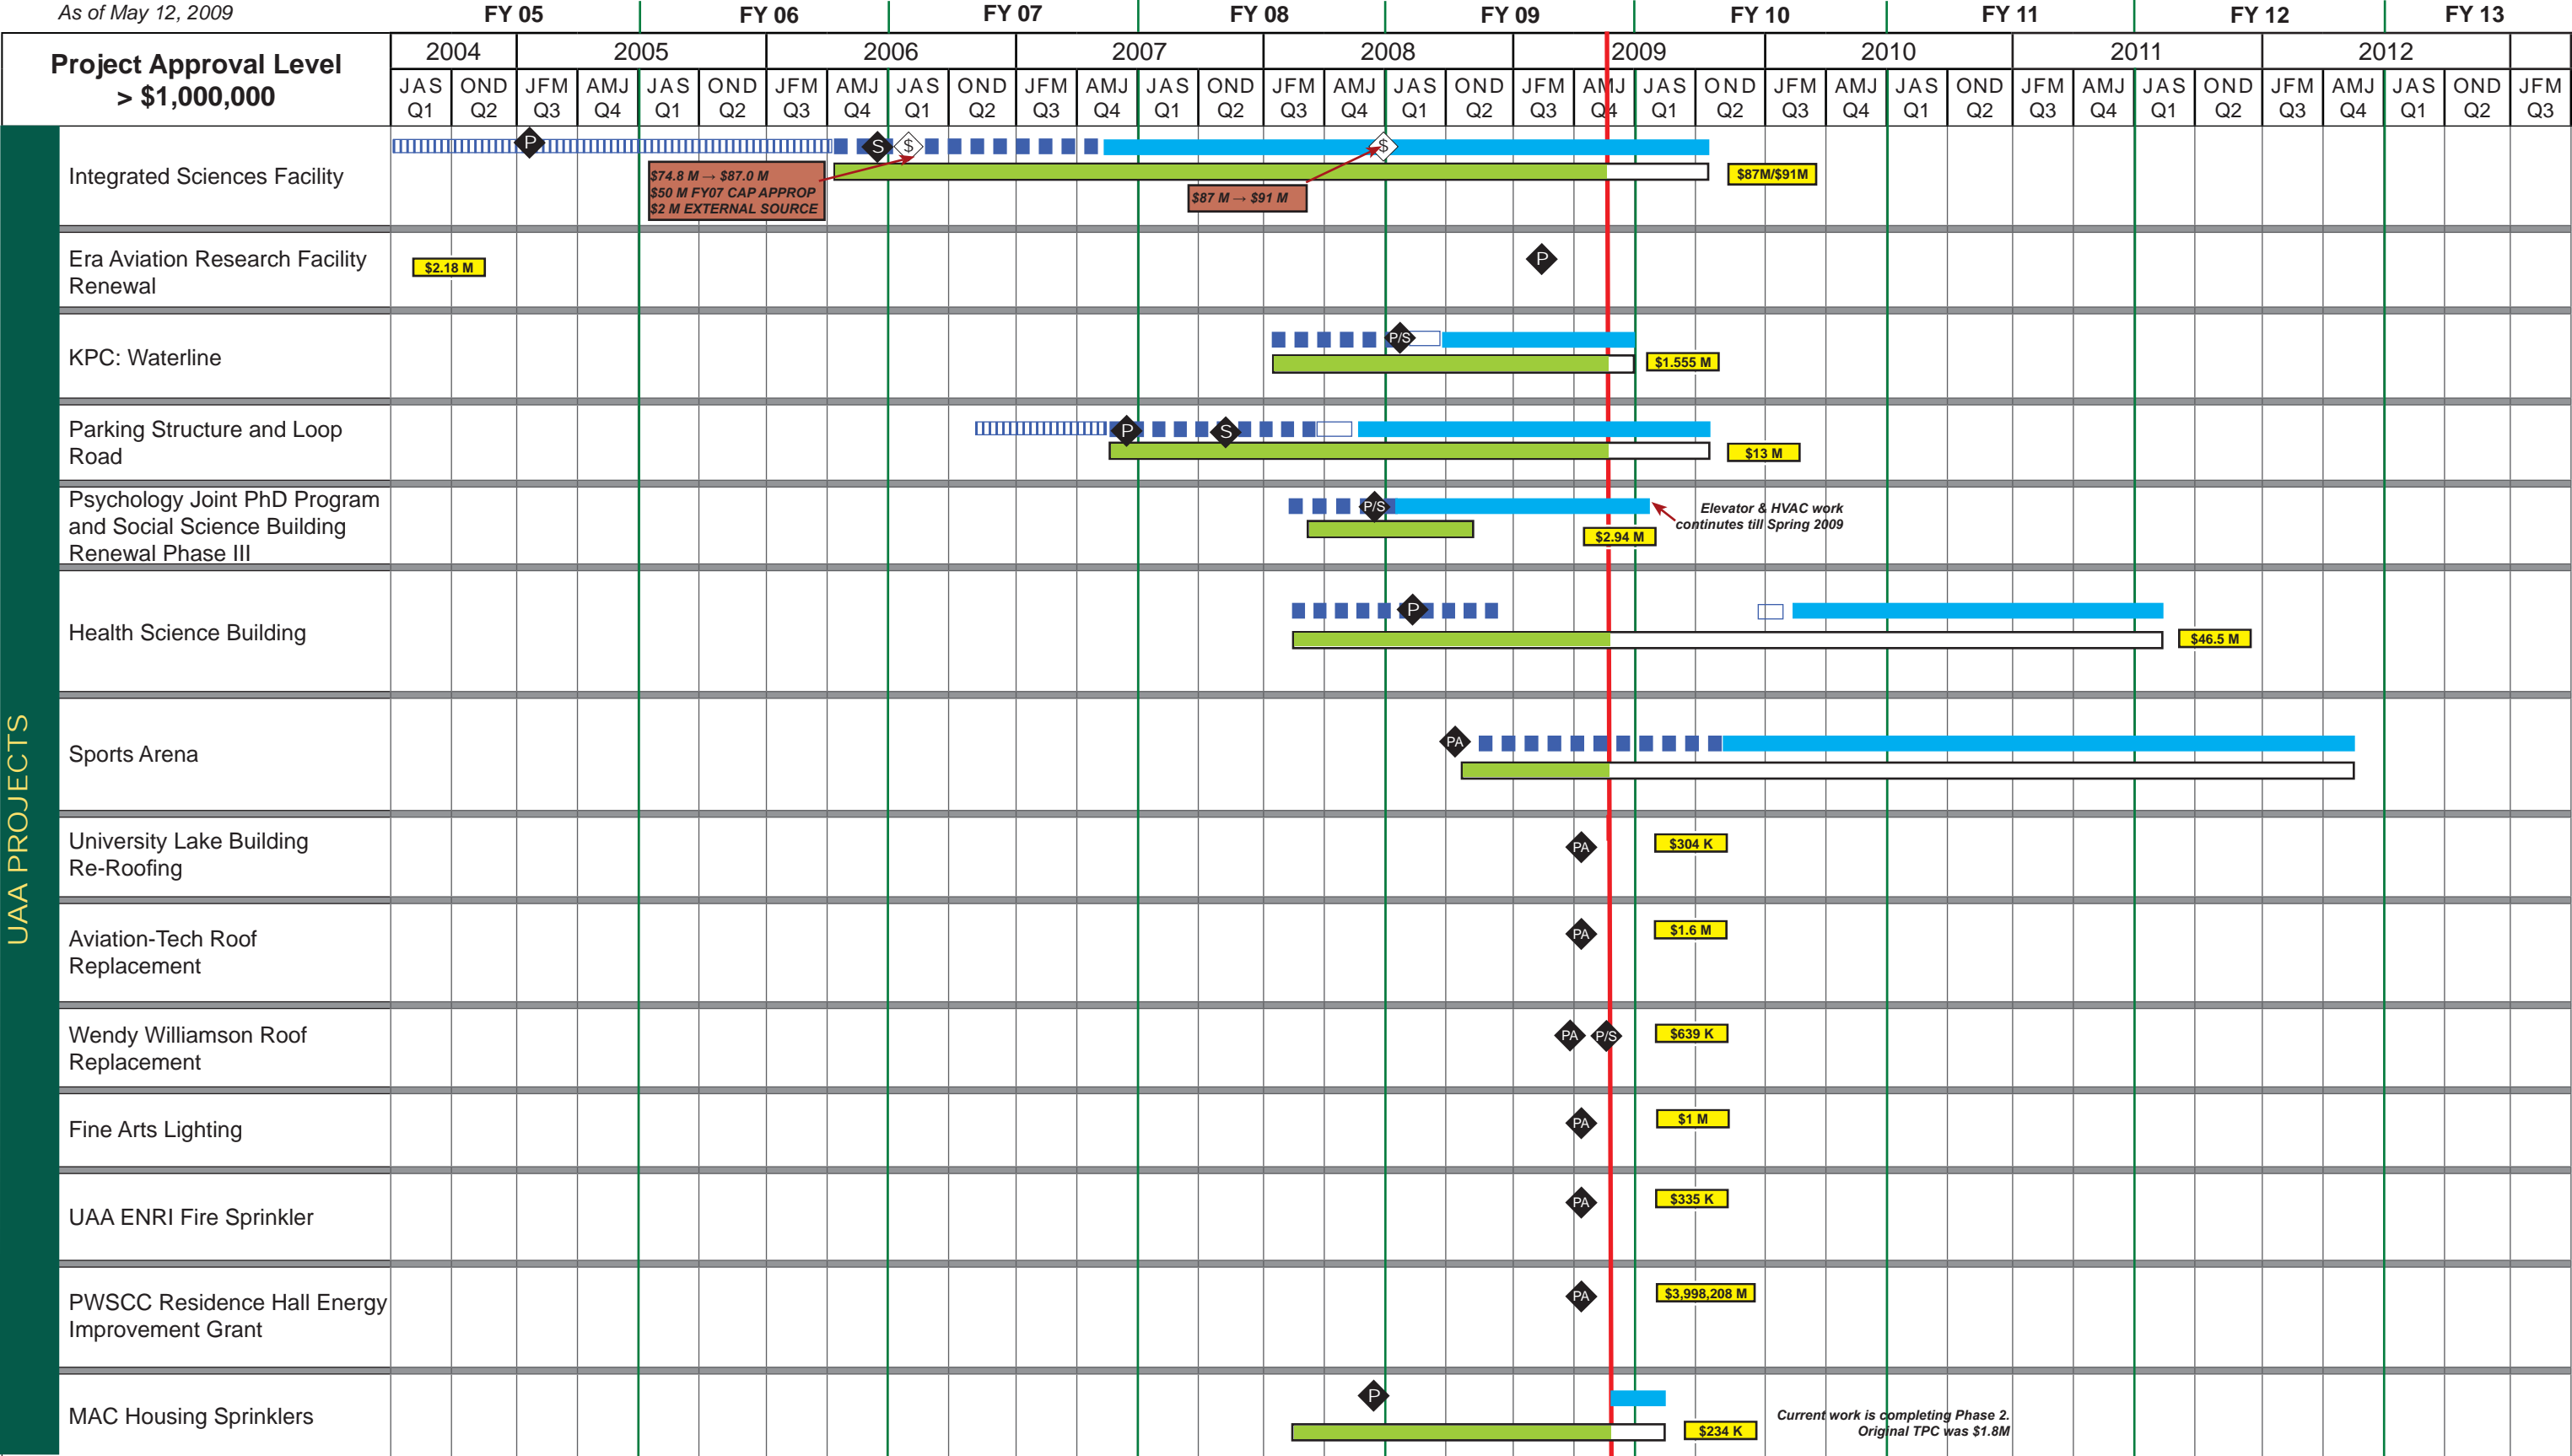 As of May 12, 2009
FY 05 FY 06 FY 07 FY 08 FY 09 FY 10 FY 11 FY 12 FY 13
Project Approval Level
> $1,000,000
2004 2005 2006 2007 2008 2009 2010 2011 2012
JAS OND JFM AMJ JAS OND JFM AMJ JAS OND JFM AMJ JAS OND JFM AMJ JAS OND JFM AMJ JAS OND JFM AMJ JAS OND JFM AMJ JAS OND JFM AMJ JAS OND JFM
Q1 Q2 Q3 Q4 Q1 Q2 Q3 Q4 Q1 Q2 Q3 Q4 Q1 Q2 Q3 Q4 Q1 Q2 Q3 Q4 Q1 Q2 Q3 Q4 Q1 Q2 Q3 Q4 Q1 Q2 Q3 Q4 Q1 Q2 Q3
UAA PROJECTS
Integrated Sciences Facility
P S $ $
$74.8 M → $87.0 M
$50 M FY07 CAP APPROP
$2 M EXTERNAL SOURCE
$87 M → $91 M
$87M/$91M
Era Aviation Research Facility
Renewal
$2.18 M
P
KPC: Waterline
P/S
$1.555 M
Parking Structure and Loop
Road
P S
$13 M
Psychology Joint PhD Program
and Social Science Building
Renewal Phase III
P/S
$2.94 M
Elevator & HVAC work
continutes till Spring 2009
Health Science Building
P
$46.5 M
Sports Arena
PA
University Lake Building
Re-Roofing
PA
$304 K
Aviation-Tech Roof
Replacement
PA
$1.6 M
Wendy Williamson Roof
Replacement
PA P/S
$639 K
Fine Arts Lighting
PA
$1 M
UAA ENRI Fire Sprinkler
PA
$335 K
PWSCC Residence Hall Energy
Improvement Grant
PA
$3,998,208 M
MAC Housing Sprinklers
P
$234 K
Current work is completing Phase 2.
Original TPC was $1.8M